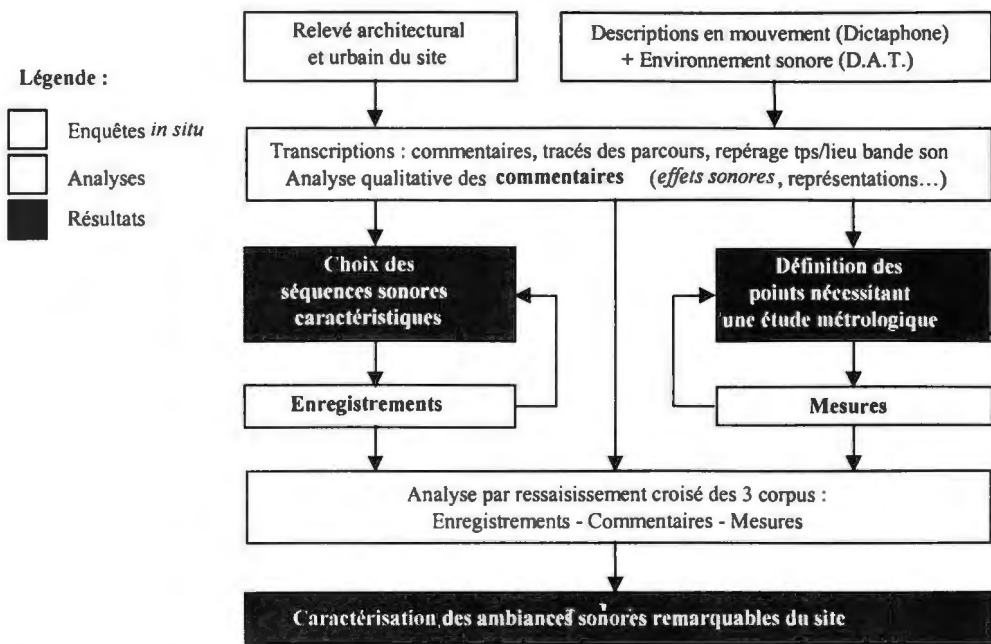 Relevé architectural
et urbain du site
Descriptions en mouvement (Dictaphone)
+ Environnement sonore (D.A.T.)
Légende :
Enquêtes in situ
Analyses
Résultats
Transcriptions : commentaires, tracés des parcours, repérage tps/lieu bande son
Analyse qualitative des commentaires (effets sonores, représentations…)
Choix des
séquences sonores
caractéristiques
Définition des
points nécessitant
une étude métrologique
Enregistrements
Mesures
Analyse par ressaisissement croisé des 3 corpus :
Enregistrements - Commentaires - Mesures
Caractérisation des ambiances sonores remarquables du site